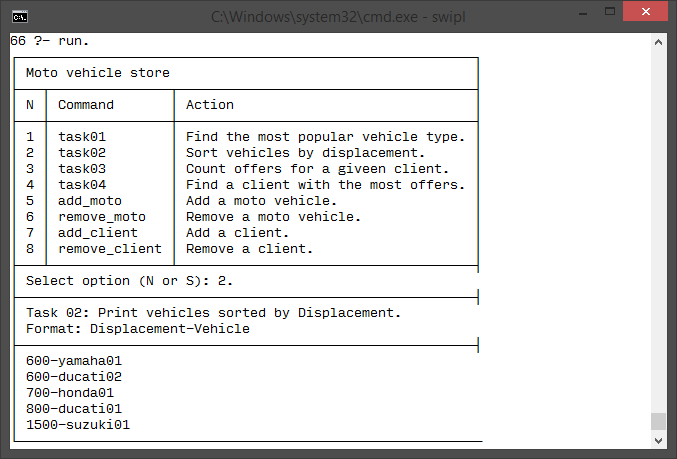 C:\Windows\system32\cmd.exe - swipl
66 ?- run.
Moto vehicle store
N Command Action
1 task01 Find the most popular vehicle type.
2 task02 Sort vehicles by displacement.
3 task03 Count offers for a giveen client.
4 task04 Find a client with the most offers.
5 add_moto Add a moto vehicle.
6 remove_moto Remove a moto vehicle.
7 add_client Add a client.
8 remove_client Remove a client.
Select option (N or S): 2.
Task 02: Print vehicles sorted by Displacement.
Format: Displacement-Vehicle
600-yamaha01
600-ducati02
700-honda01
800-ducati01
1500-suzuki01